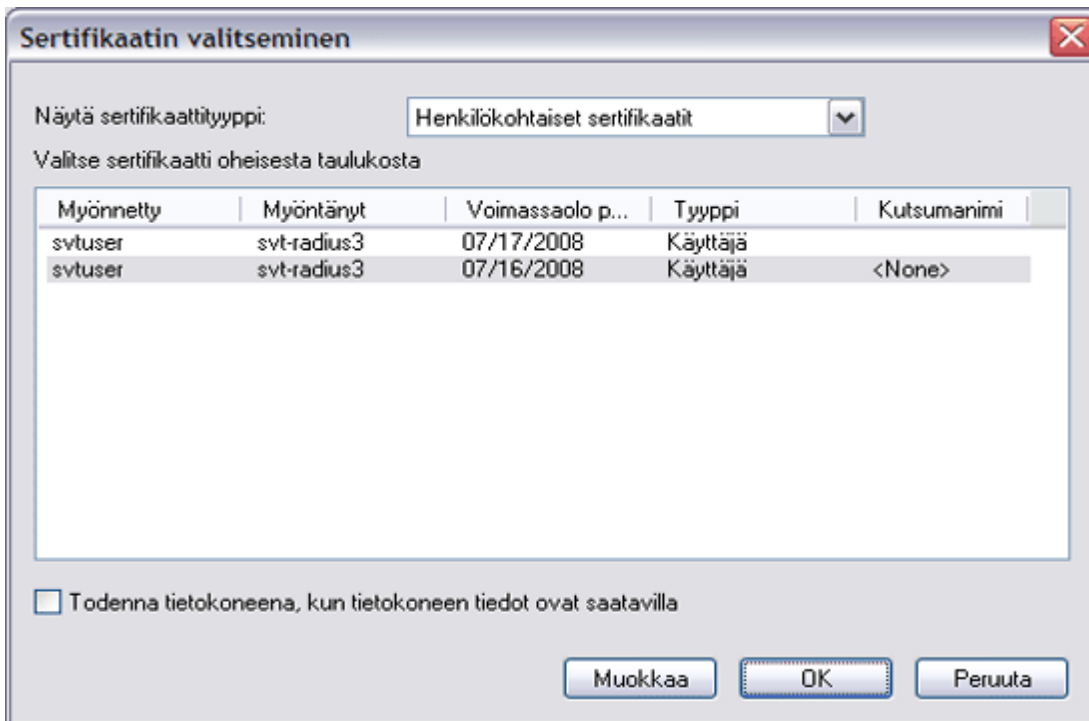 Sertifikaatin valitseminen
Näytä sertifikaattityyppi: Henkilökohtaiset sertifikaatit
Valitse sertifikaatti oheisesta taulukosta
Myönnetty Myöntänyt Voimassaolo p... Tyyppi Kutsumanimi
svtuser svt-radius3 07/17/2008 Käyttäjä
svtuser svt-radius3 07/16/2008 Käyttäjä <None>
Todenna tietokoneena, kun tietokoneen tiedot ovat saatavilla
Muokkaa OK Peruuta